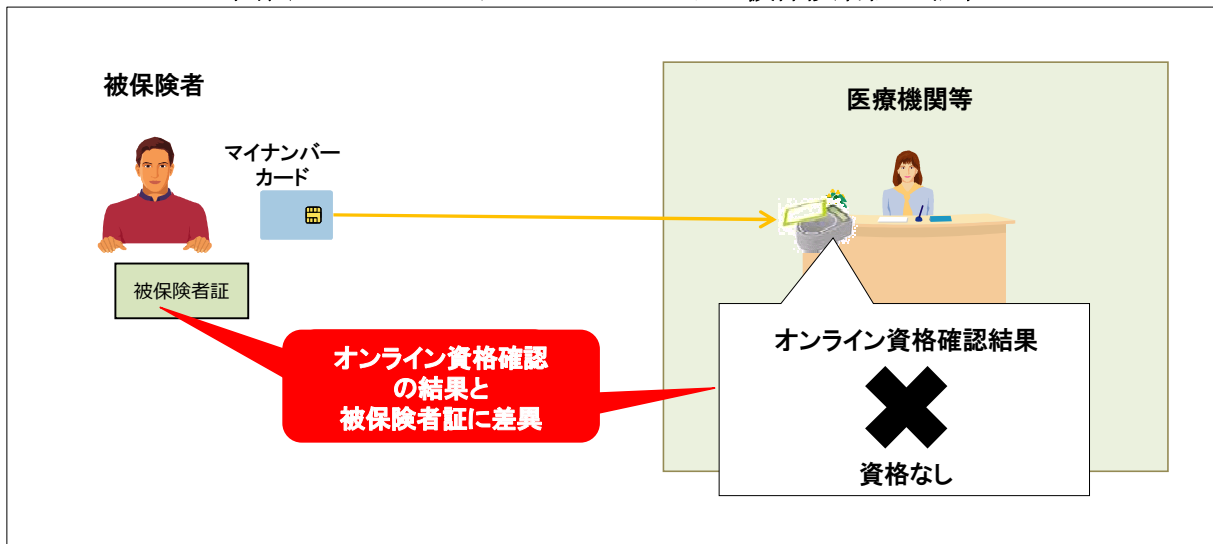 被保険者
医療機関等
マイナンバー
カード
被保険者証
オンライン資格確認
の結果と
被保険者証に差異
オンライン資格確認結果
資格なし